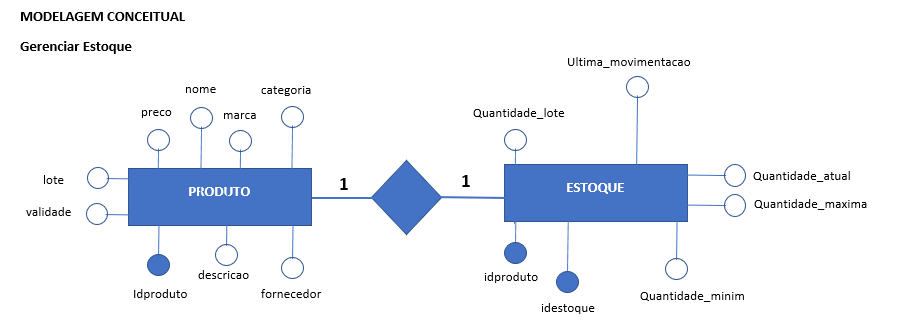 MODELAGEM CONCEITUAL
Gerenciar Estoque
Ultima_movimentacao
nome
categoria
preco
marca
Quantidade_lote
lote
validade
PRODUTO
1
1
ESTOQUE
Quantidade_atual
Quantidade_maxima
Idproduto
descricao
fornecedor
idproduto
idestoque
Quantidade_minim